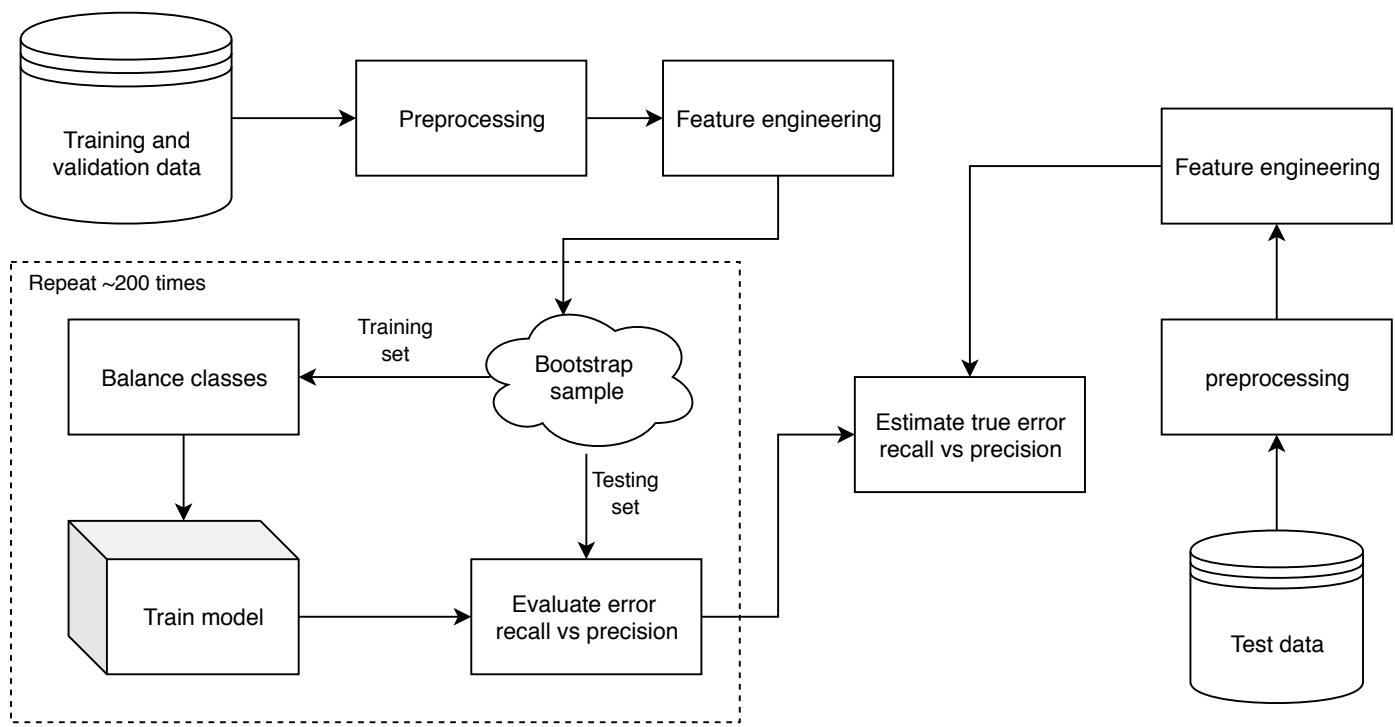 Training and
validation data
Preprocessing
Feature engineering
Feature engineering
Repeat ~200 times
Training
set
Balance classes
Bootstrap
sample
preprocessing
Estimate true error
recall vs precision
Testing
set
Train model
Evaluate error
recall vs precision
Test data